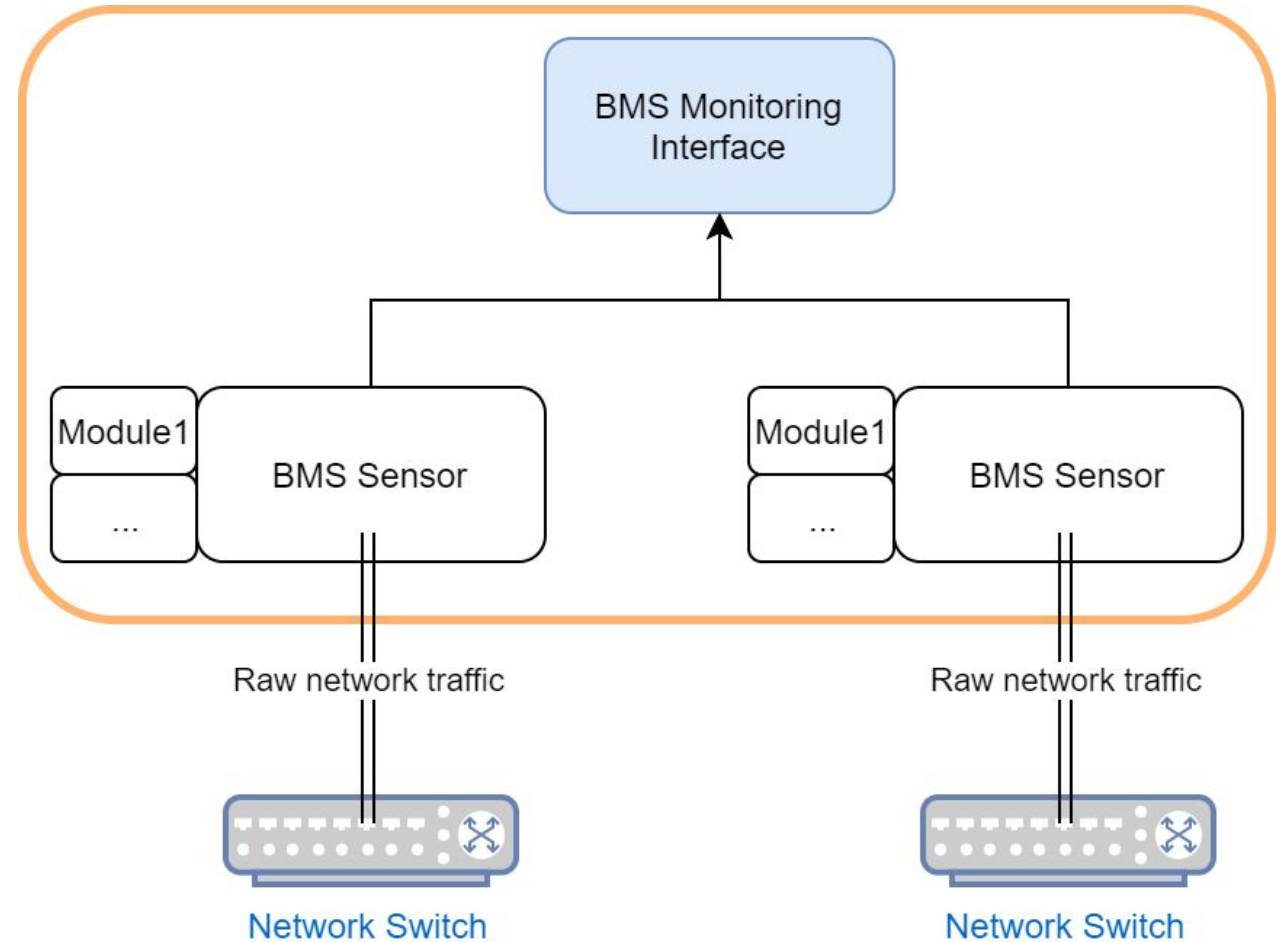 BMS Monitoring
Interface
Module1
BMS Sensor
...
Module1
BMS Sensor
...
Raw network traffic
Raw network traffic
Network Switch
Network Switch